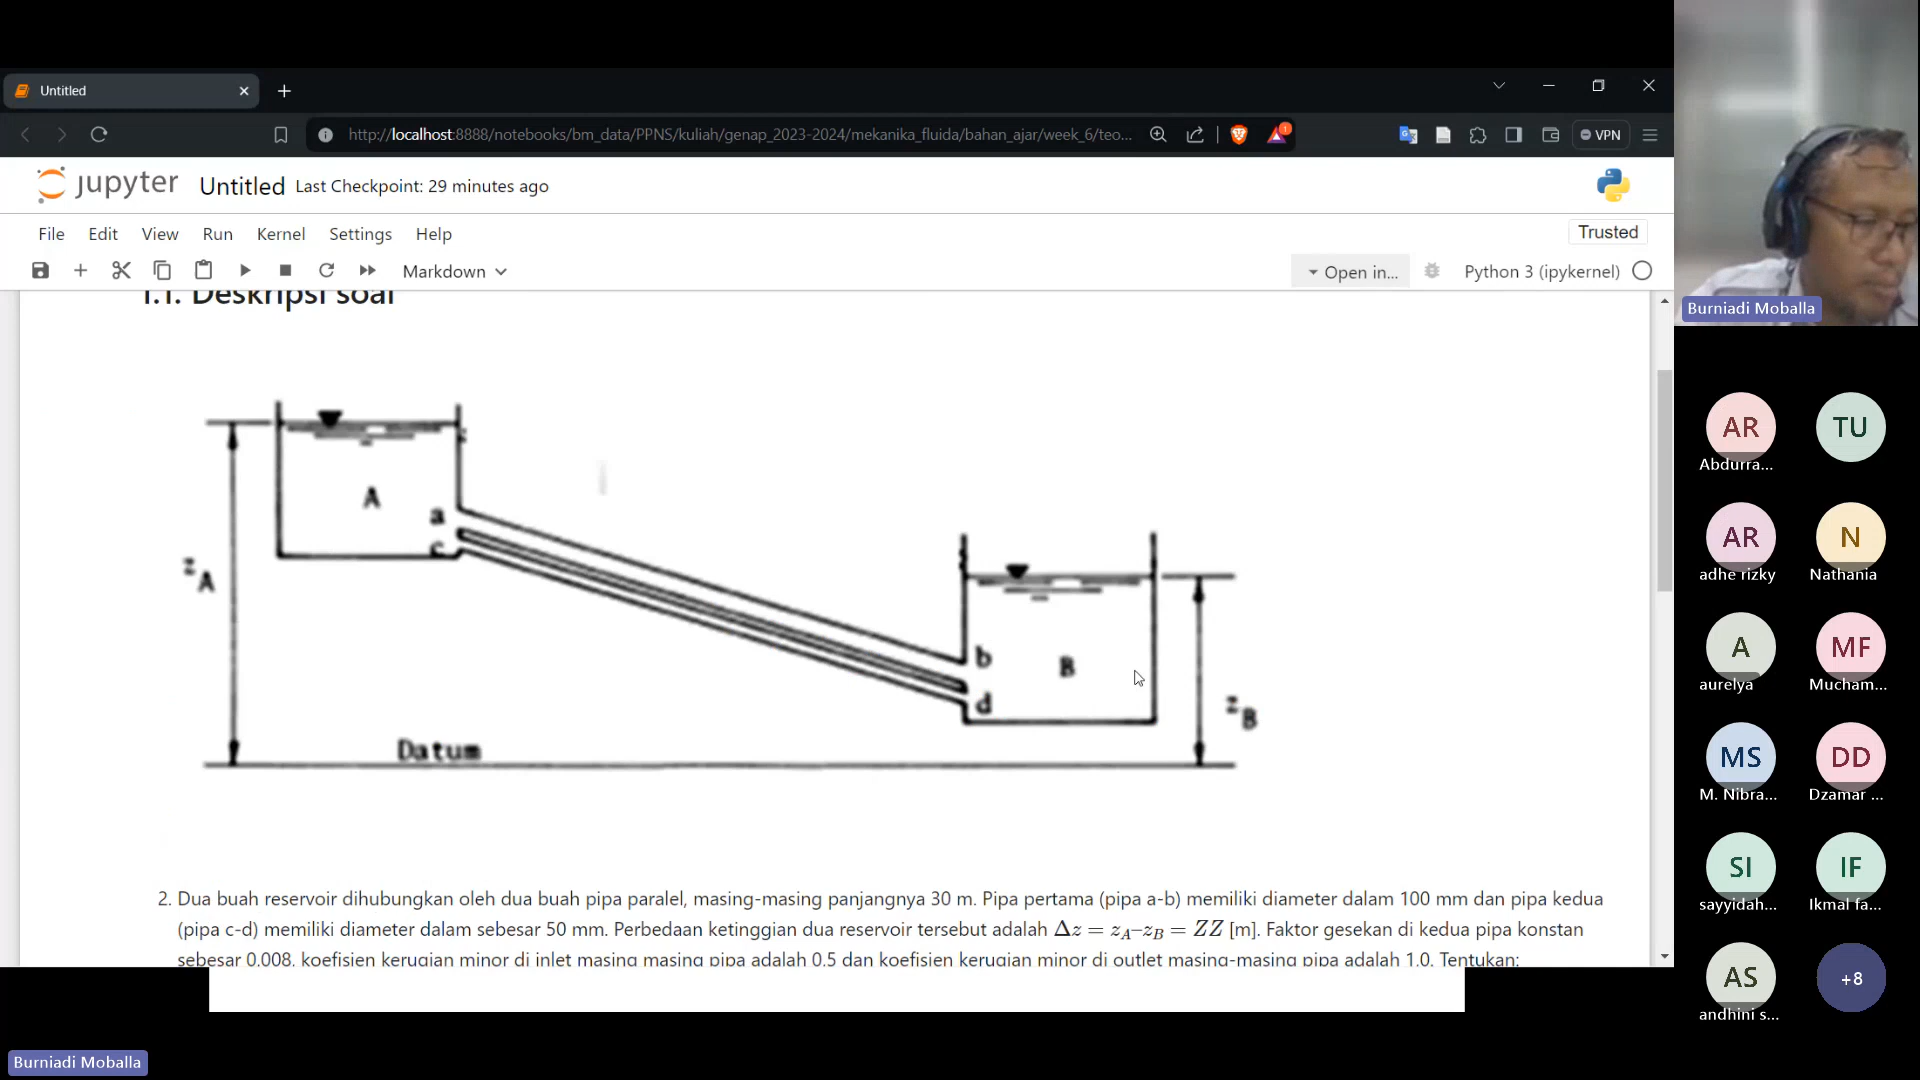 Untitled
http://localhost:8888/notebooks/bm_data/PPNS/kuliah/genap_2023-2024/mekanika_fluida/bahan_ajar/week_6/teo...
VPN
jupyter Untitled Last Checkpoint: 29 minutes ago
File Edit View Run Kernel Settings Help
Trusted
Markdown
Open in...
Python 3 (ipykernel)
1.1. Deskripsi soal
A
a
c
z_A
b
B
d
z_B
Datum
2. Dua buah reservoir dihubungkan oleh dua buah pipa paralel, masing-masing panjangnya 30 m. Pipa pertama (pipa a-b) memiliki diameter dalam 100 mm dan pipa kedua
(pipa c-d) memiliki diameter dalam sebesar 50 mm. Perbedaan ketinggian dua reservoir tersebut adalah Δz = z_A–z_B = ZZ [m]. Faktor gesekan di kedua pipa konstan
sebesar 0.008, koefisien kerugian minor di inlet masing masing pipa adalah 0.5 dan koefisien kerugian minor di outlet masing-masing pipa adalah 1.0. Tentukan:
Burniadi Moballa
AR
Abdurra...
TU
AR
adhe rizky
N
Nathania
A
aurelya
MF
Mucham...
MS
M. Nibra...
DD
Dzamar ...
SI
sayyidah...
IF
Ikmal fa...
AS
andhini s...
+8
Burniadi Moballa